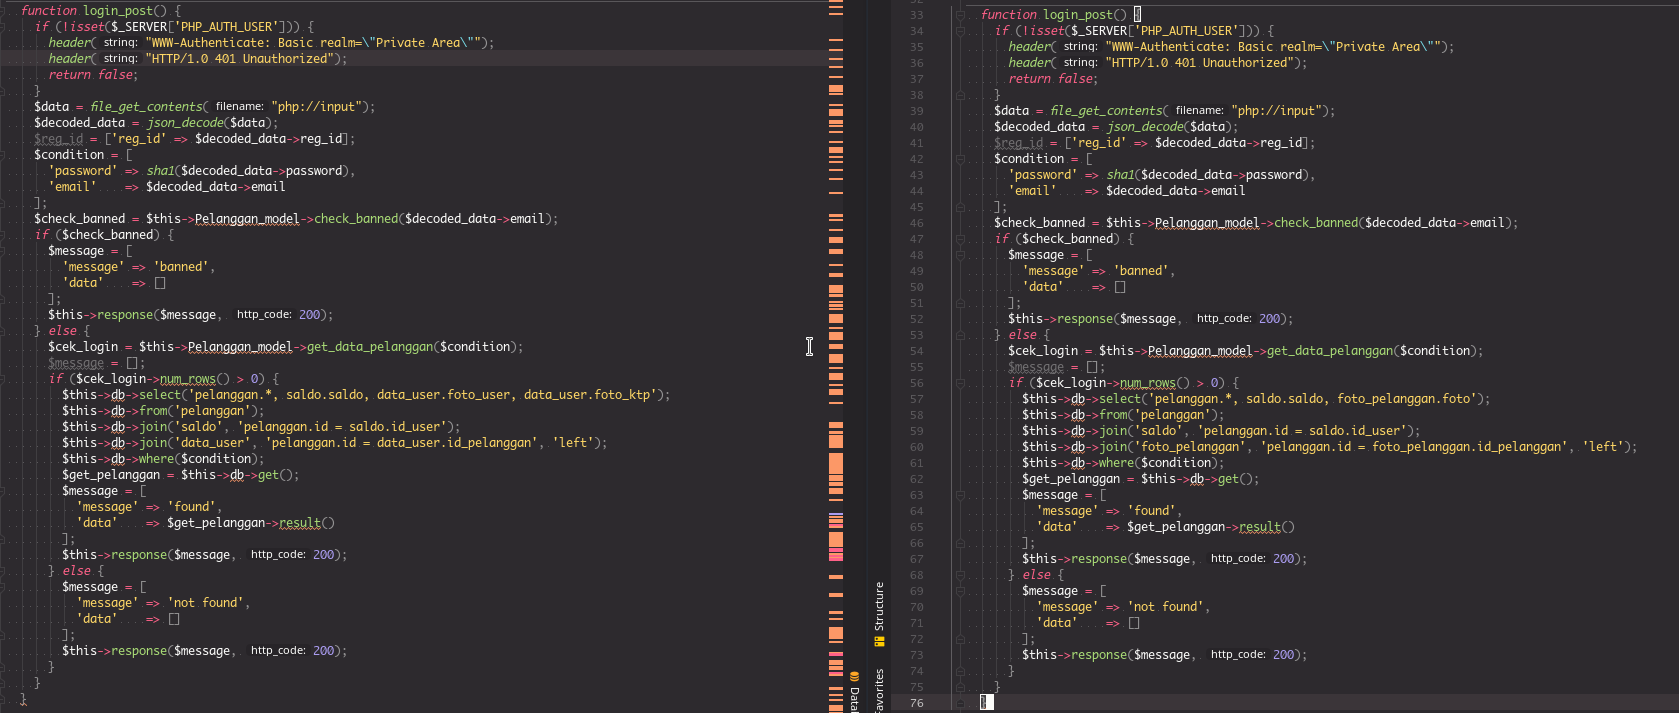 function login_post() {
if (!isset($_SERVER['PHP_AUTH_USER'])) {
header( string: "WWW-Authenticate: Basic realm=\"Private Area\"");
header( string: "HTTP/1.0 401 Unauthorized");
return false;
}
$data = file_get_contents( filename: "php://input");
$decoded_data = json_decode($data);
$reg_id = ['reg_id' => $decoded_data->reg_id];
$condition = [
'password' => sha1($decoded_data->password),
'email' => $decoded_data->email
];
$check_banned = $this->Pelanggan_model->check_banned($decoded_data->email);
if ($check_banned) {
$message = [
'message' => 'banned',
'data' => []
];
$this->response($message, http_code: 200);
} else {
$cek_login = $this->Pelanggan_model->get_data_pelanggan($condition);
$message = [];
if ($cek_login->num_rows() > 0) {
$this->db->select('pelanggan.*, saldo.saldo, data_user.foto_user, data_user.foto_ktp');
$this->db->from('pelanggan');
$this->db->join('saldo', 'pelanggan.id = saldo.id_user');
$this->db->join('data_user', 'pelanggan.id = data_user.id_pelanggan', 'left');
$this->db->where($condition);
$get_pelanggan = $this->db->get();
$message = [
'message' => 'found',
'data' => $get_pelanggan->result()
];
$this->response($message, http_code: 200);
} else {
$message = [
'message' => 'not found',
'data' => []
];
$this->response($message, http_code: 200);
}
}
}
Structure
33 function login_post() {
34 if (!isset($_SERVER['PHP_AUTH_USER'])) {
35 header( string: "WWW-Authenticate: Basic realm=\"Private Area\"");
36 header( string: "HTTP/1.0 401 Unauthorized");
37 return false;
38 }
39 $data = file_get_contents( filename: "php://input");
40 $decoded_data = json_decode($data);
41 $reg_id = ['reg_id' => $decoded_data->reg_id];
42 $condition = [
43 'password' => sha1($decoded_data->password),
44 'email' => $decoded_data->email
45 ];
46 $check_banned = $this->Pelanggan_model->check_banned($decoded_data->email);
47 if ($check_banned) {
48 $message = [
49 'message' => 'banned',
50 'data' => []
51 ];
52 $this->response($message, http_code: 200);
53 } else {
54 $cek_login = $this->Pelanggan_model->get_data_pelanggan($condition);
55 $message = [];
56 if ($cek_login->num_rows() > 0) {
57 $this->db->select('pelanggan.*, saldo.saldo, foto_pelanggan.foto');
58 $this->db->from('pelanggan');
59 $this->db->join('saldo', 'pelanggan.id = saldo.id_user');
60 $this->db->join('foto_pelanggan', 'pelanggan.id = foto_pelanggan.id_pelanggan', 'left');
61 $this->db->where($condition);
62 $get_pelanggan = $this->db->get();
63 $message = [
64 'message' => 'found',
65 'data' => $get_pelanggan->result()
66 ];
67 $this->response($message, http_code: 200);
68 } else {
69 $message = [
70 'message' => 'not found',
71 'data' => []
72 ];
73 $this->response($message, http_code: 200);
74 }
75 }
76 }